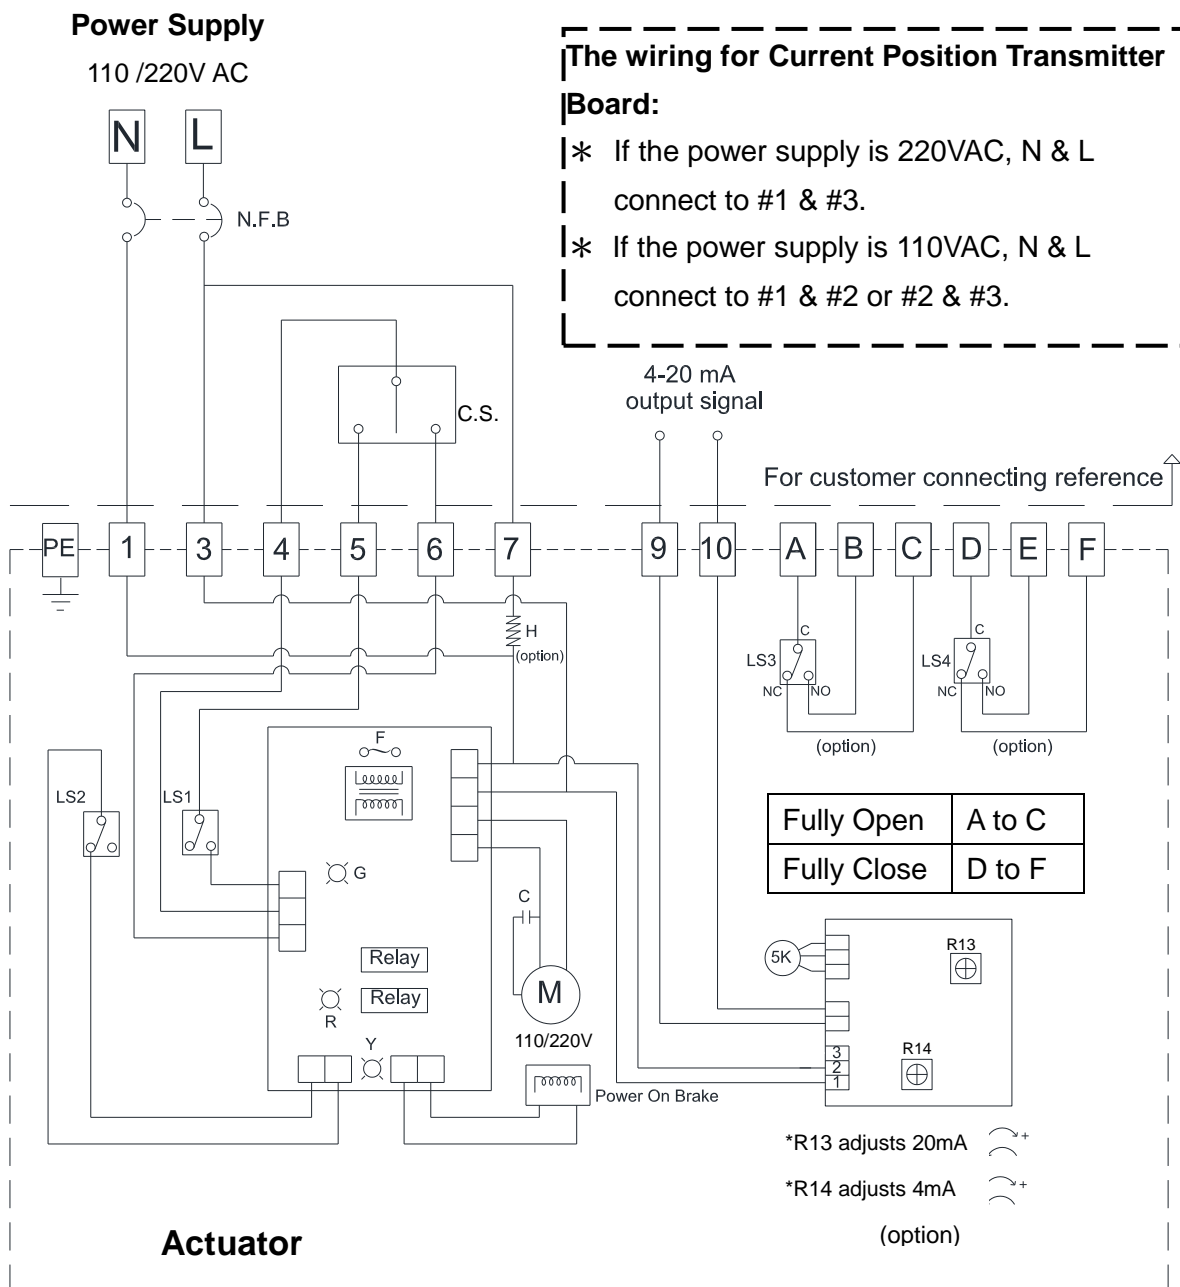 Power Supply
110 /220V AC
N L
N.F.B
The wiring for Current Position Transmitter
Board:
＊ If the power supply is 220VAC, N & L
connect to #1 & #3.
＊ If the power supply is 110VAC, N & L
connect to #1 & #2 or #2 & #3.
C.S.
4-20 mA
output signal
For customer connecting reference
PE 1 3 4 5 6 7 9 10 A B C D E F
H
(option)
LS3
C
NC
NO
(option)
LS4
C
NC
NO
(option)
LS2
LS1
F
G
Relay
Relay
R
Y
C
M
110/220V
Power On Brake
Fully Open A to C
Fully Close D to F
5K
R13
R14
3
2
1
*R13 adjusts 20mA +
*R14 adjusts 4mA +
(option)
Actuator